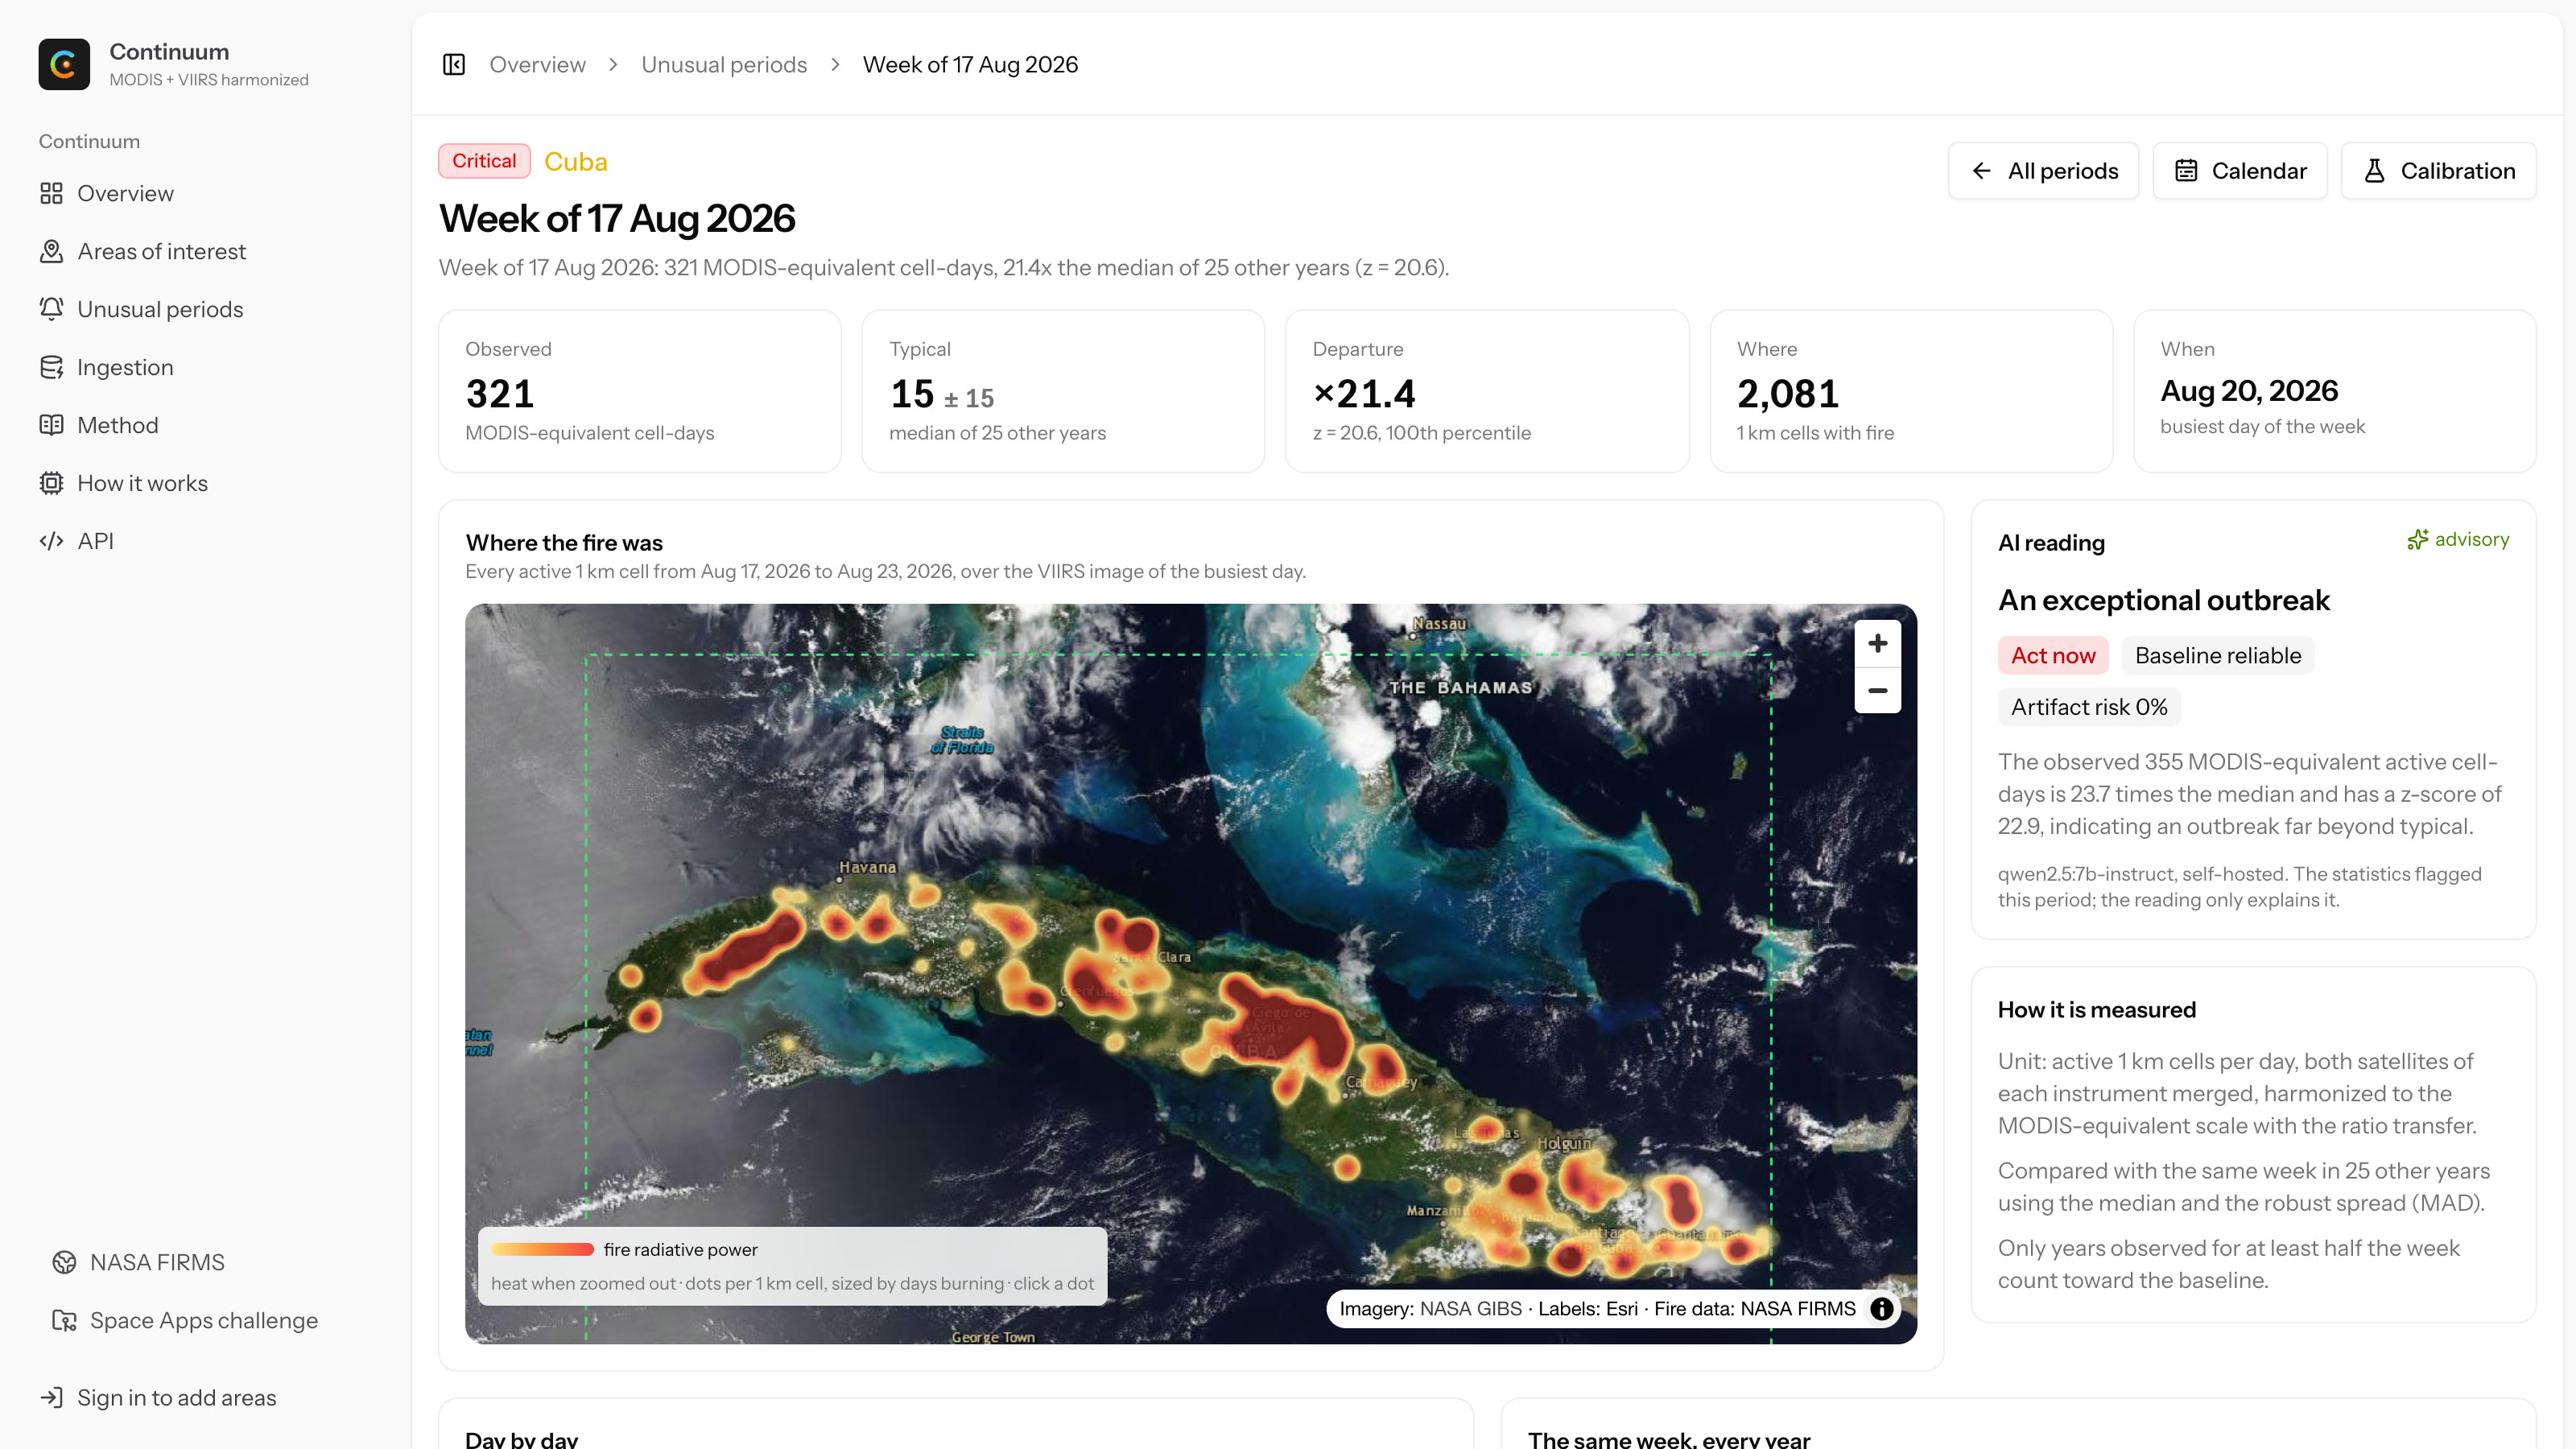 Continuum
MODIS + VIIRS harmonized
Continuum
Overview
Areas of interest
Unusual periods
Ingestion
Method
How it works
API
NASA FIRMS
Space Apps challenge
Sign in to add areas
Overview > Unusual periods > Week of 17 Aug 2026
Critical Cuba
All periods
Calendar
Calibration
Week of 17 Aug 2026
Week of 17 Aug 2026: 321 MODIS-equivalent cell-days, 21.4x the median of 25 other years (z = 20.6).
Observed
321
MODIS-equivalent cell-days
Typical
15 ± 15
median of 25 other years
Departure
×21.4
z = 20.6, 100th percentile
Where
2,081
1 km cells with fire
When
Aug 20, 2026
busiest day of the week
Where the fire was
Every active 1 km cell from Aug 17, 2026 to Aug 23, 2026, over the VIIRS image of the busiest day.
Nassau
THE BAHAMAS
Straits
of Florida
Havana
Clara
Cienfuegos
Ciego de
Ávila
CUBA
Camagüey
Las Tunas
Holguín
Manzanillo
Bayamo
Santiago
de Cuba
Guantanamo
George Town
fire radiative power
heat when zoomed out · dots per 1 km cell, sized by days burning · click a dot
Imagery: NASA GIBS · Labels: Esri · Fire data: NASA FIRMS
AI reading
advisory
An exceptional outbreak
Act now
Baseline reliable
Artifact risk 0%
The observed 355 MODIS-equivalent active cell-
days is 23.7 times the median and has a z-score of
22.9, indicating an outbreak far beyond typical.
qwen2.5:7b-instruct, self-hosted. The statistics flagged
this period; the reading only explains it.
How it is measured
Unit: active 1 km cells per day, both satellites of
each instrument merged, harmonized to the
MODIS-equivalent scale with the ratio transfer.
Compared with the same week in 25 other years
using the median and the robust spread (MAD).
Only years observed for at least half the week
count toward the baseline.
Day by day
The same week, every year